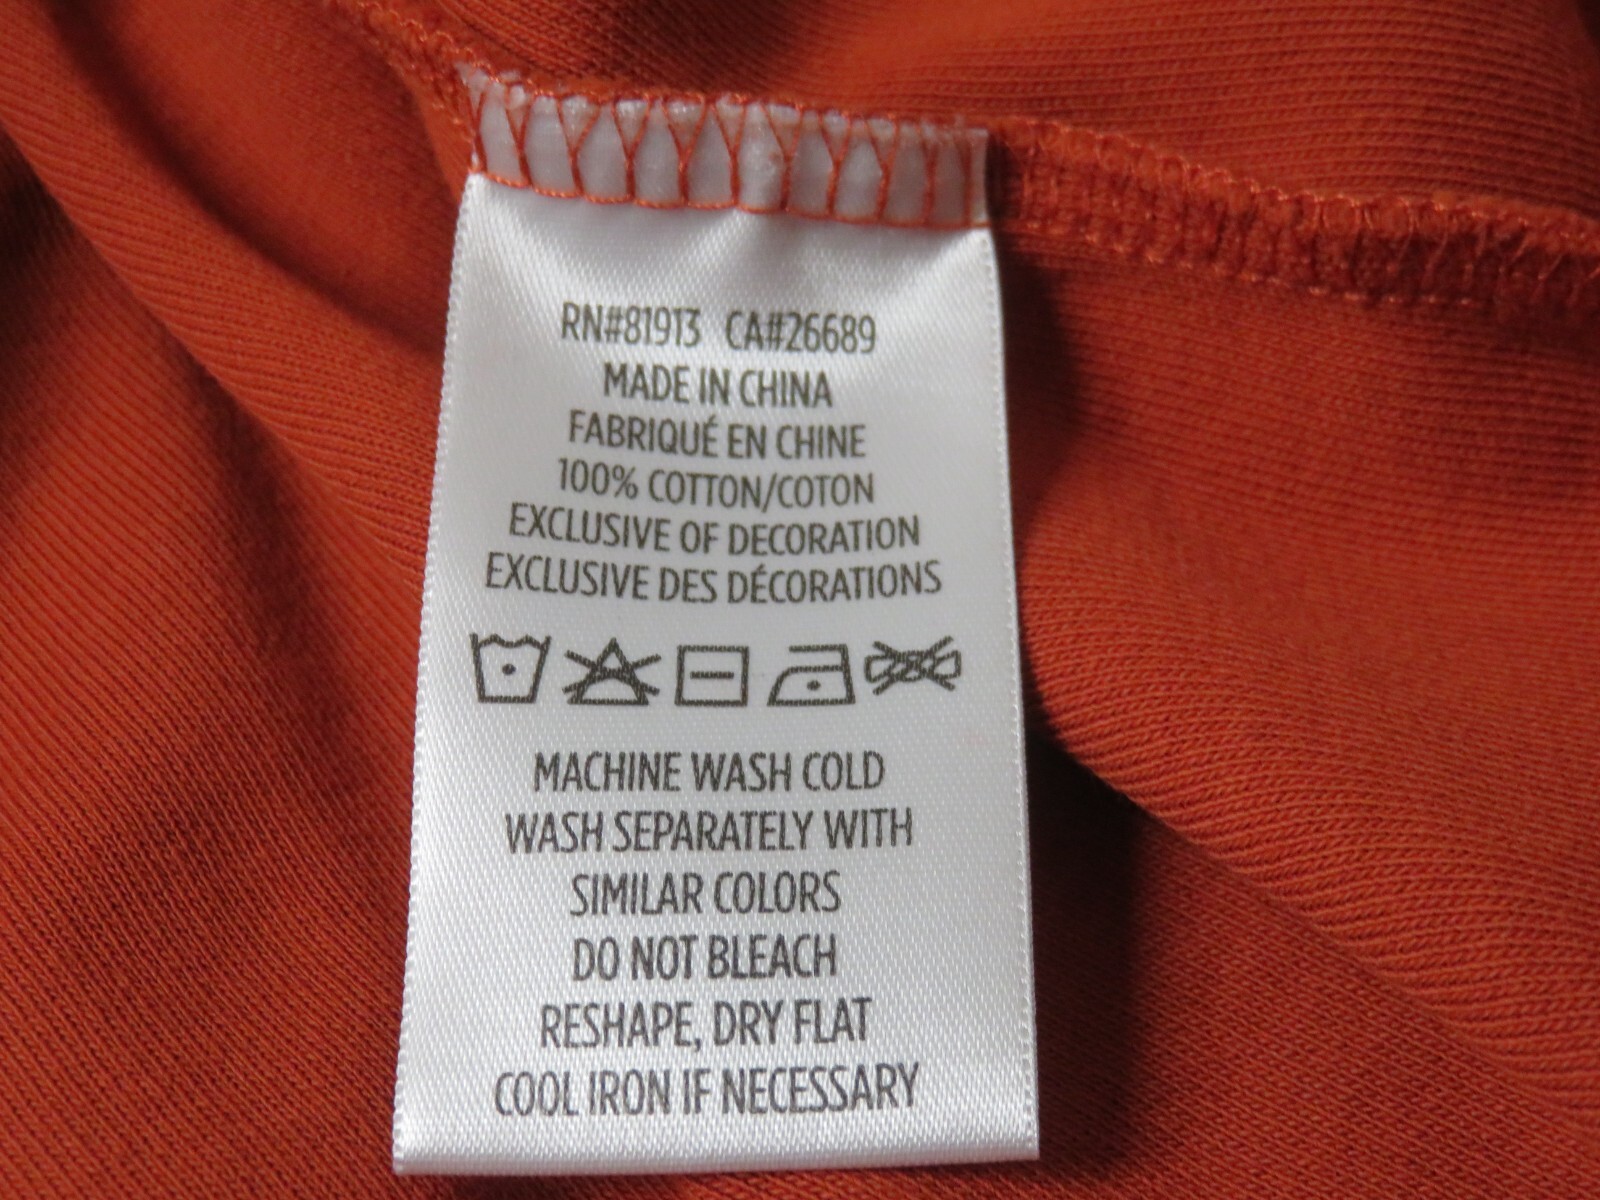 RN#81913 CA#26689
MADE IN CHINA
FABRIQUÉ EN CHINE
100% COTTON/COTON
EXCLUSIVE OF DECORATION
EXCLUSIVE DES DÉCORATIONS
MACHINE WASH COLD
WASH SEPARATELY WITH
SIMILAR COLORS
DO NOT BLEACH
RESHAPE, DRY FLAT
COOL IRON IF NECESSARY